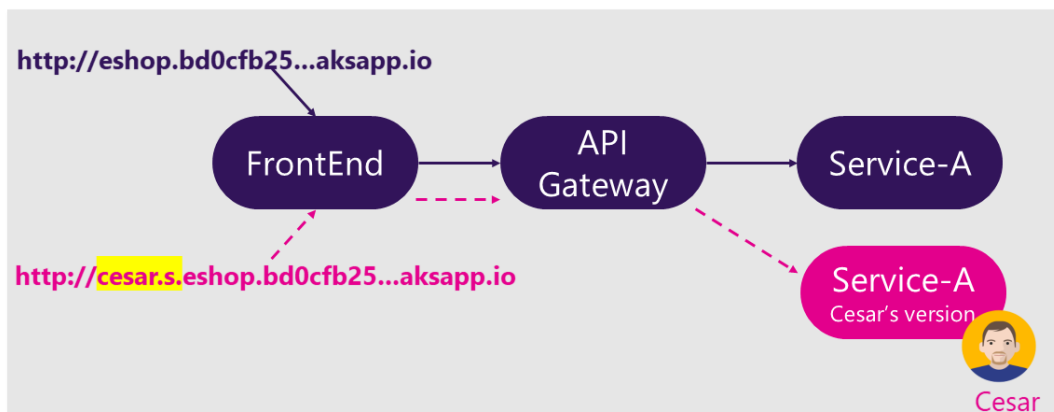 http://eshop.bd0cfb25...aksapp.io
FrontEnd
API
Gateway
Service-A
http://cesar.s.eshop.bd0cfb25...aksapp.io
Service-A
Cesar's version
Cesar